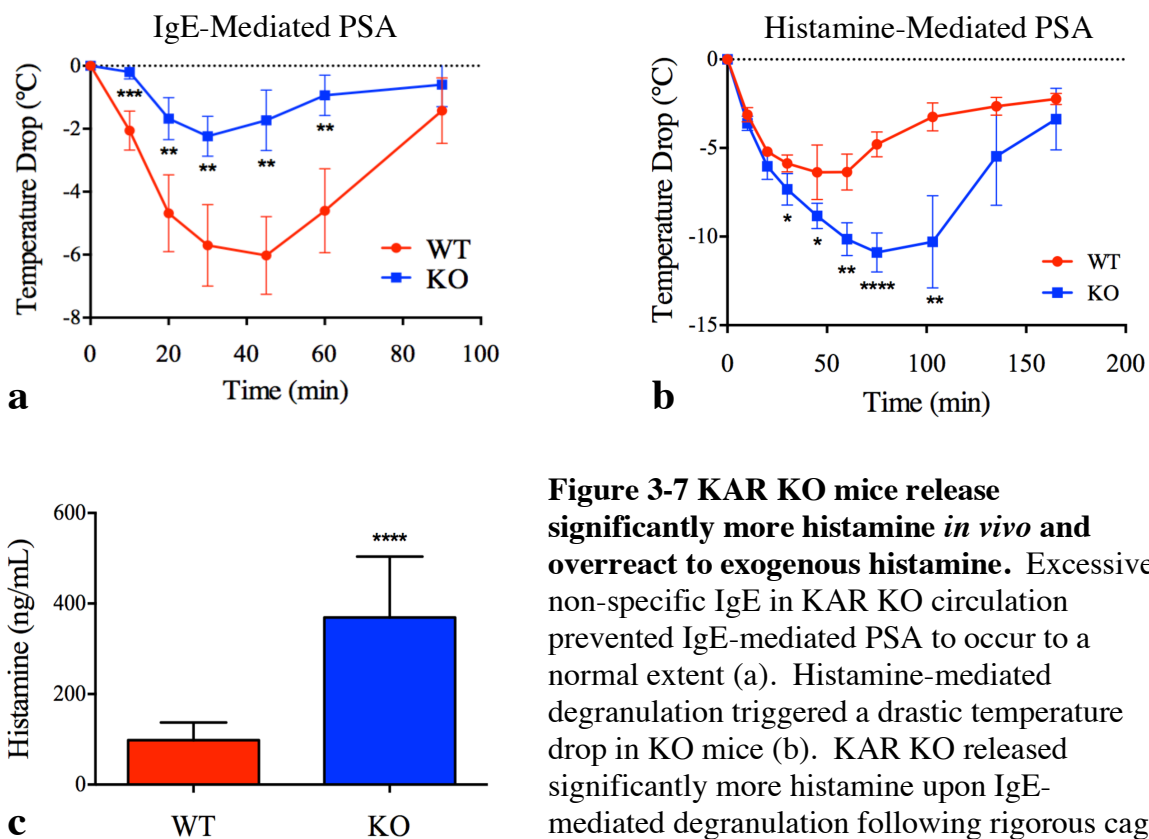 IgE-Mediated PSA
Temperature Drop (°C)
0
-2
-4
-6
-8
***
**
**
**
**
WT
KO
0 20 40 60 80 100
Time (min)
a
Histamine-Mediated PSA
Temperature Drop (°C)
0
-5
-10
-15
*
*
**
****
**
WT
KO
0 50 100 150 200
Time (min)
b
Histamine (ng/mL)
600
400
200
0
****
WT KO
c
Figure 3-7 KAR KO mice release
significantly more histamine in vivo and
overreact to exogenous histamine. Excessive
non-specific IgE in KAR KO circulation
prevented IgE-mediated PSA to occur to a
normal extent (a). Histamine-mediated
degranulation triggered a drastic temperature
drop in KO mice (b). KAR KO released
significantly more histamine upon IgE-
mediated degranulation following rigorous cag